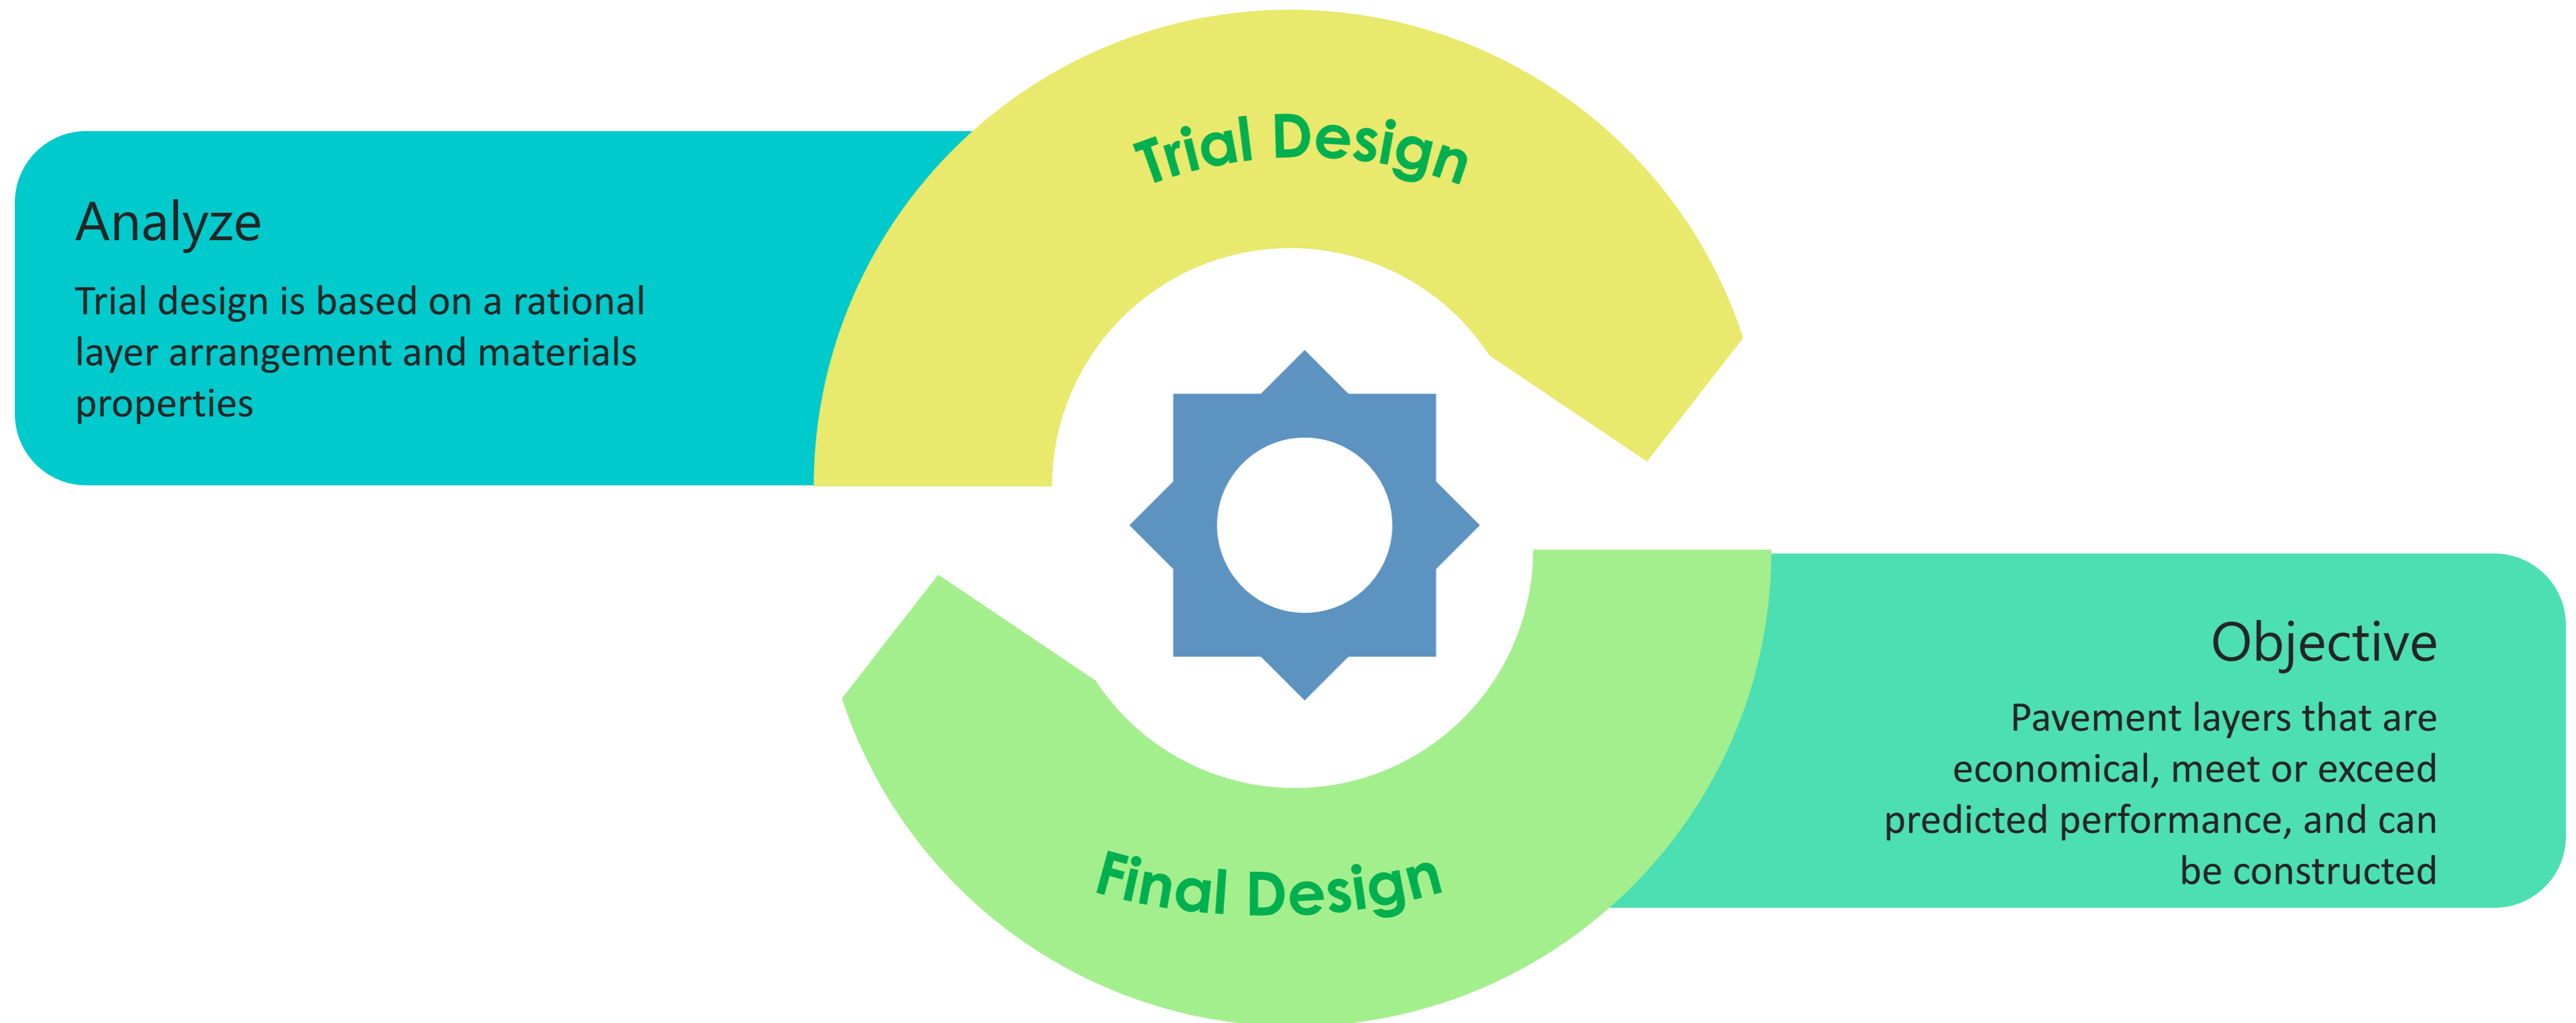 Trial Design
Analyze
Trial design is based on a rational
layer arrangement and materials
properties
Objective
Pavement layers that are
economical, meet or exceed
predicted performance, and can
be constructed
Final Design